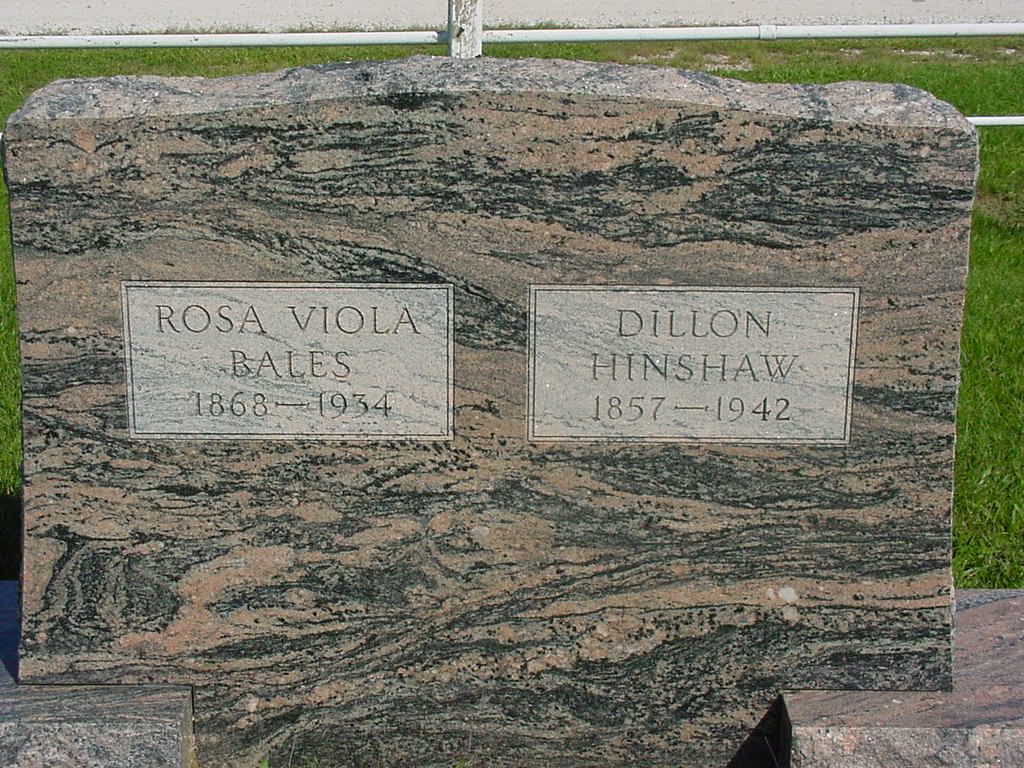 ROSA VIOLA
BALES
1868—1934
DILLON
HINSHAW
1857—1942